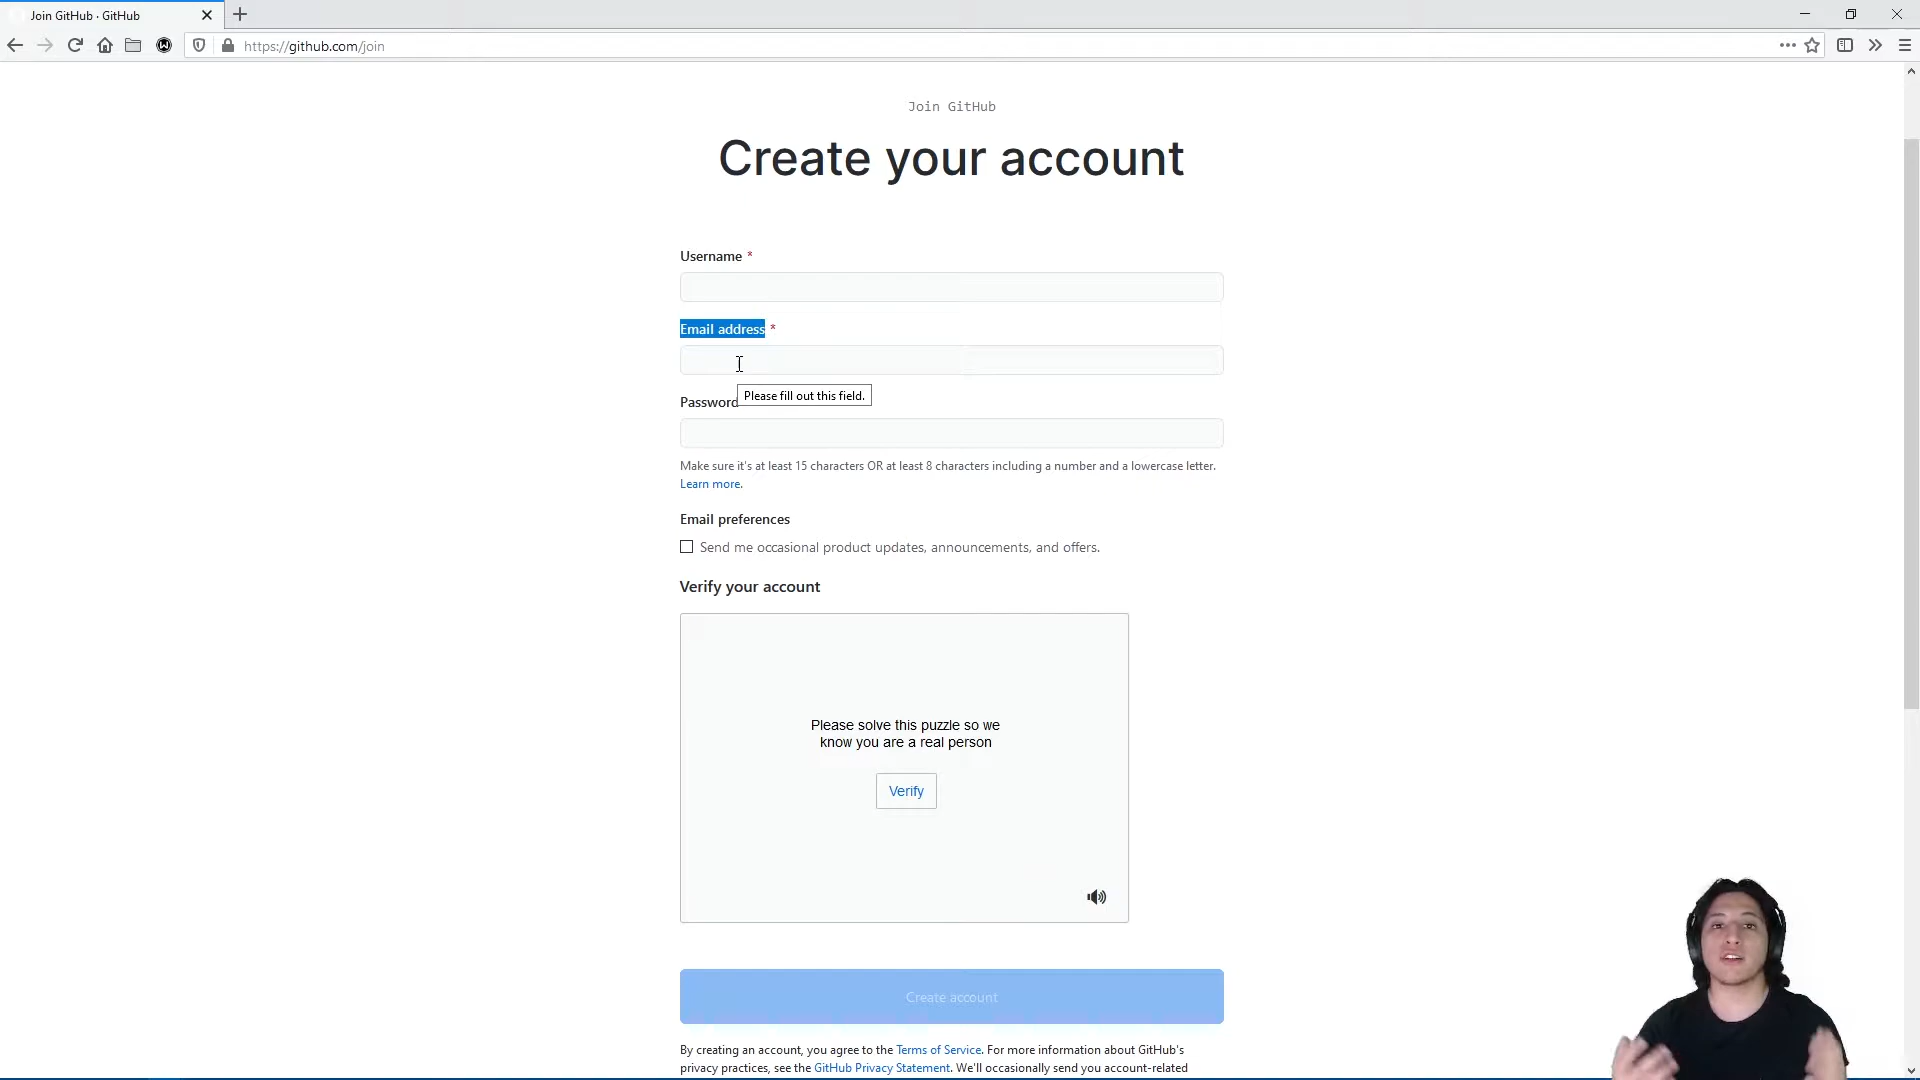 Join GitHub · GitHub
https://github.com/join
Join GitHub
Create your account
Username *
Email address *
Please fill out this field.
Password
Make sure it's at least 15 characters OR at least 8 characters including a number and a lowercase letter.
Learn more.
Email preferences
Send me occasional product updates, announcements, and offers.
Verify your account
Please solve this puzzle so we
know you are a real person
Verify
Create account
By creating an account, you agree to the Terms of Service. For more information about GitHub's
privacy practices, see the GitHub Privacy Statement. We'll occasionally send you account-related